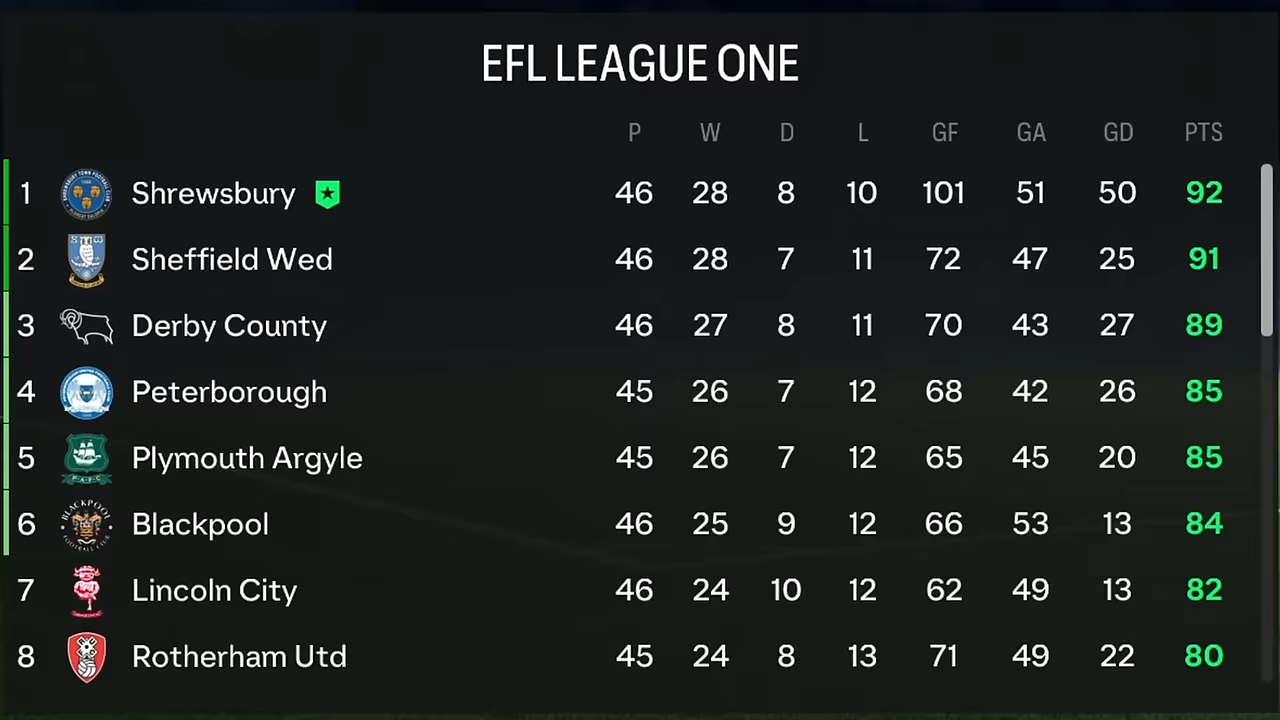 EFL LEAGUE ONE
P W D L GF GA GD PTS
1 Shrewsbury 46 28 8 10 101 51 50 92
2 Sheffield Wed 46 28 7 11 72 47 25 91
3 Derby County 46 27 8 11 70 43 27 89
4 Peterborough 45 26 7 12 68 42 26 85
5 Plymouth Argyle 45 26 7 12 65 45 20 85
6 Blackpool 46 25 9 12 66 53 13 84
7 Lincoln City 46 24 10 12 62 49 13 82
8 Rotherham Utd 45 24 8 13 71 49 22 80